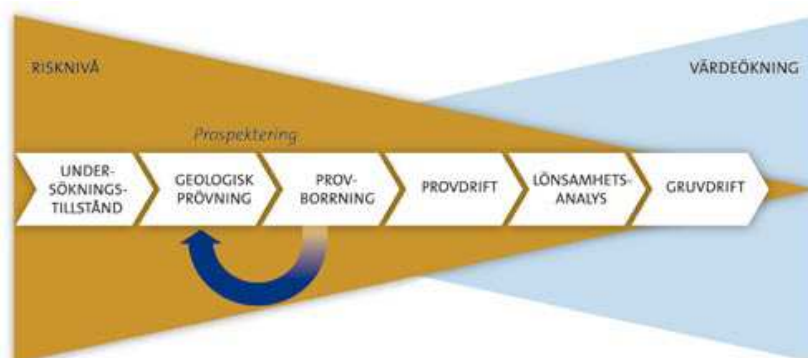 RISKNIVÅ
VÄRDEÖKNING
Prospektering
UNDER-
SÖKNINGS-
TILLSTÅND
GEOLOGISK
PRÖVNING
PROV-
BORRNING
PROVDRIFT
LÖNSAMHETS-
ANALYS
GRUVDRIFT